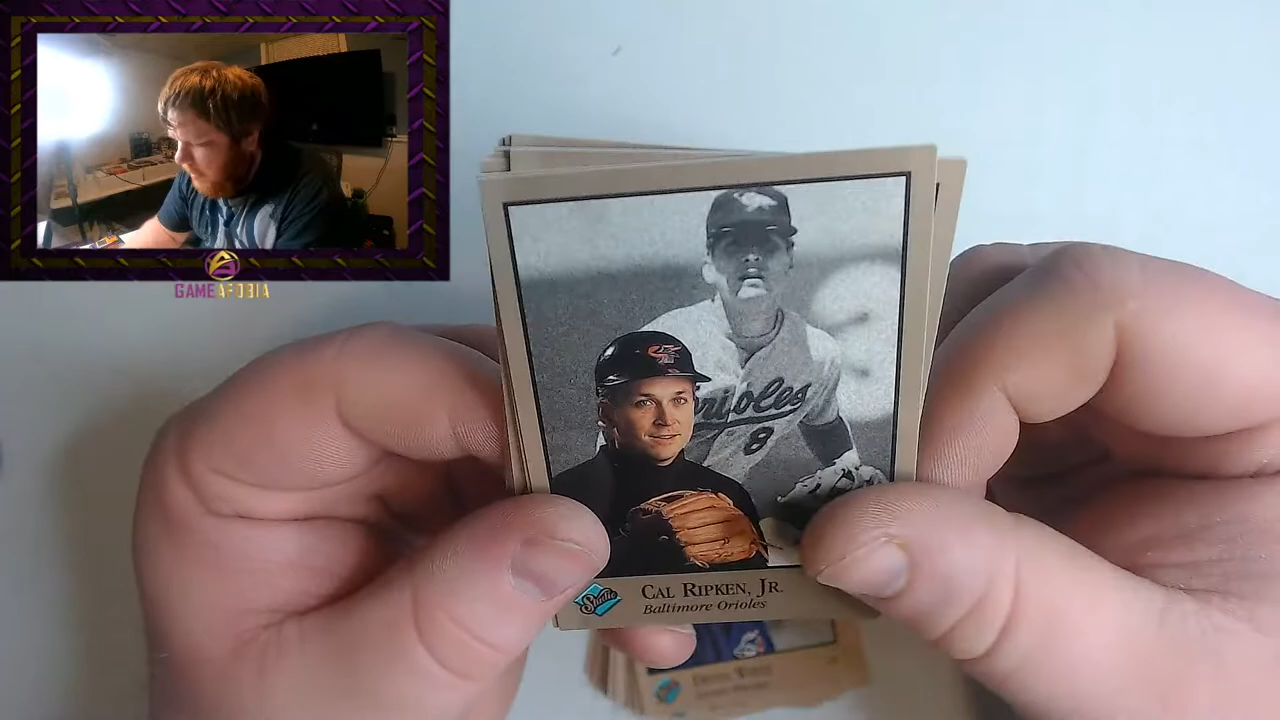 GAMEAFOBIA
Orioles
8
Studio
CAL RIPKEN, JR.
Baltimore Orioles